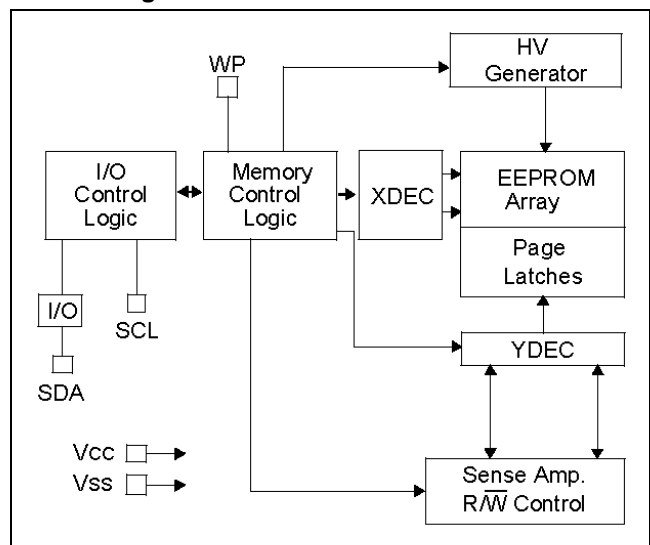 HV
Generator
WP
I/O
Control
Logic
Memory
Control
Logic
XDEC
EEPROM
Array
Page
Latches
I/O
SCL
SDA
YDEC
Vcc
Vss
Sense Amp.
R/W̅ Control